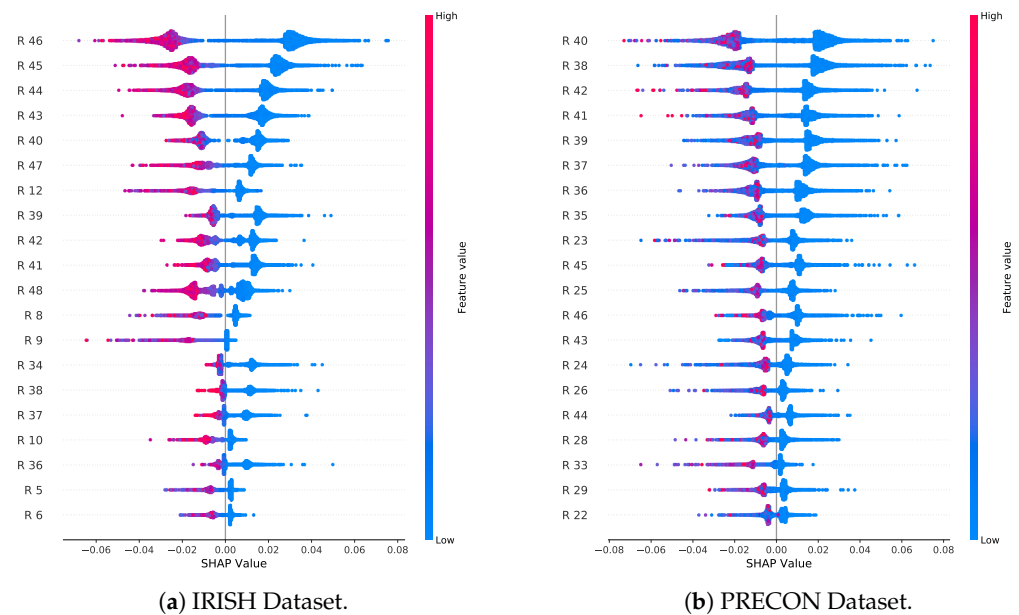 High
R 46
R 45
R 44
R 43
R 40
R 47
R 12
R 39
R 42
R 41
R 48
R 8
R 9
R 34
R 38
R 37
R 10
R 36
R 5
R 6
Feature value
Low
−0.06 −0.04 −0.02 0.00 0.02 0.04 0.06 0.08
SHAP Value
(a) IRISH Dataset.
High
R 40
R 38
R 42
R 41
R 39
R 37
R 36
R 35
R 23
R 45
R 25
R 46
R 43
R 24
R 26
R 44
R 28
R 33
R 29
R 22
Feature value
Low
−0.08 −0.06 −0.04 −0.02 0.00 0.02 0.04 0.06 0.08
SHAP Value
(b) PRECON Dataset.